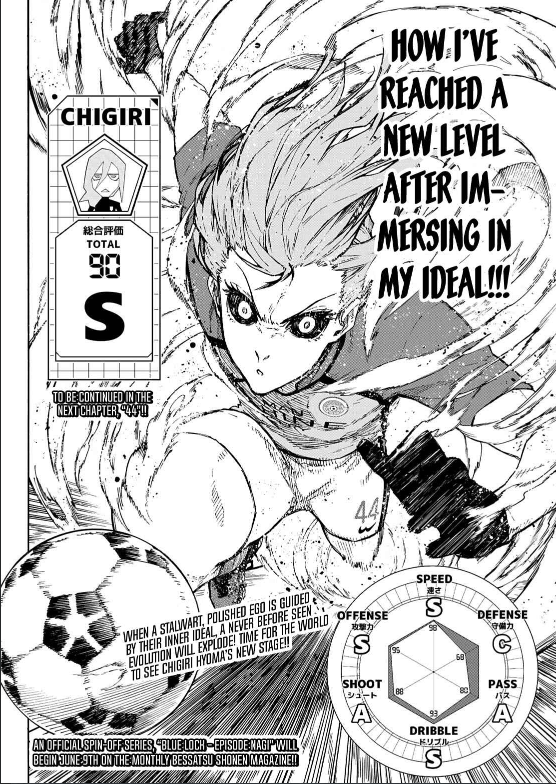 HOW I'VE
REACHED A
NEW LEVEL
AFTER IM-
MERSING IN
MY IDEAL!!!
CHIGIRI
総合評価
TOTAL
90
S
TO BE CONTINUED IN THE
NEXT CHAPTER, "44"!!
44
WHEN A STALWART, POLISHED EGO IS GUIDED
BY THEIR INNER IDEAL, A NEVER BEFORE SEEN
EVOLUTION WILL EXPLODE! TIME FOR THE WORLD
TO SEE CHIGIRI HYOMA'S NEW STAGE!!
SPEED
速さ
S
98
OFFENSE
攻撃力
S
95
DEFENSE
守備力
C
68
SHOOT
シュート
A
88
PASS
パス
A
80
93
DRIBBLE
ドリブル
S
AN OFFICIAL SPIN-OFF SERIES, "BLUE LOCH - EPISODE NAGI" WILL
BEGIN JUNE 9TH ON THE MONTHLY BESSATSU SHONEN MAGAZINE!!